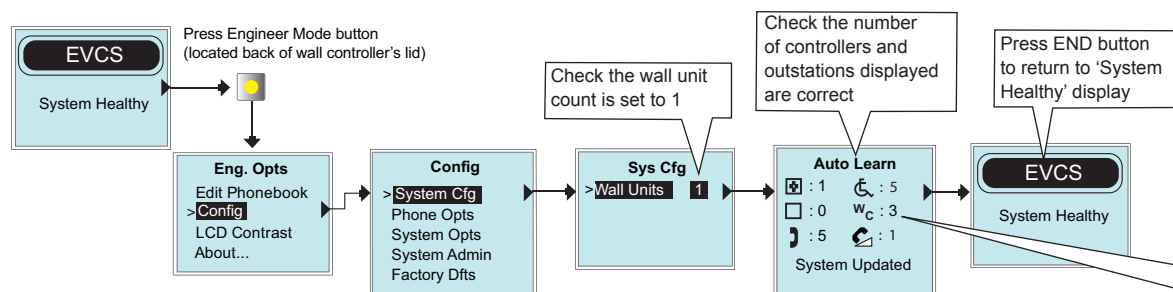 EVCS
System Healthy
Press Engineer Mode button
(located back of wall controller's lid)
Eng. Opts
Edit Phonebook
>Config
LCD Contrast
About...
Config
>System Cfg
Phone Opts
System Opts
System Admin
Factory Dfts
Check the wall unit
count is set to 1
Sys Cfg
>Wall Units 1
Check the number
of controllers and
outstations displayed
are correct
Auto Learn
: 1 : 5
: 0 WC : 3
: 5 : 1
System Updated
Press END button
to return to ‘System
Healthy’ display
EVCS
System Healthy